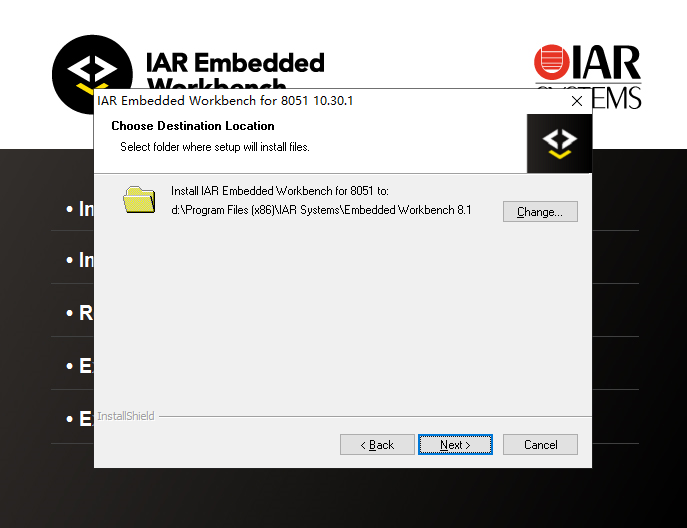 IAR Embedded
Workbench
IAR
SYSTEMS
IAR Embedded Workbench for 8051 10.30.1
Choose Destination Location
Select folder where setup will install files.
Install IAR Embedded Workbench for 8051 to:
d:\Program Files (x86)\IAR Systems\Embedded Workbench 8.1
Change...
• In
• In
• R
• E
• E
InstallShield
< Back
Next >
Cancel